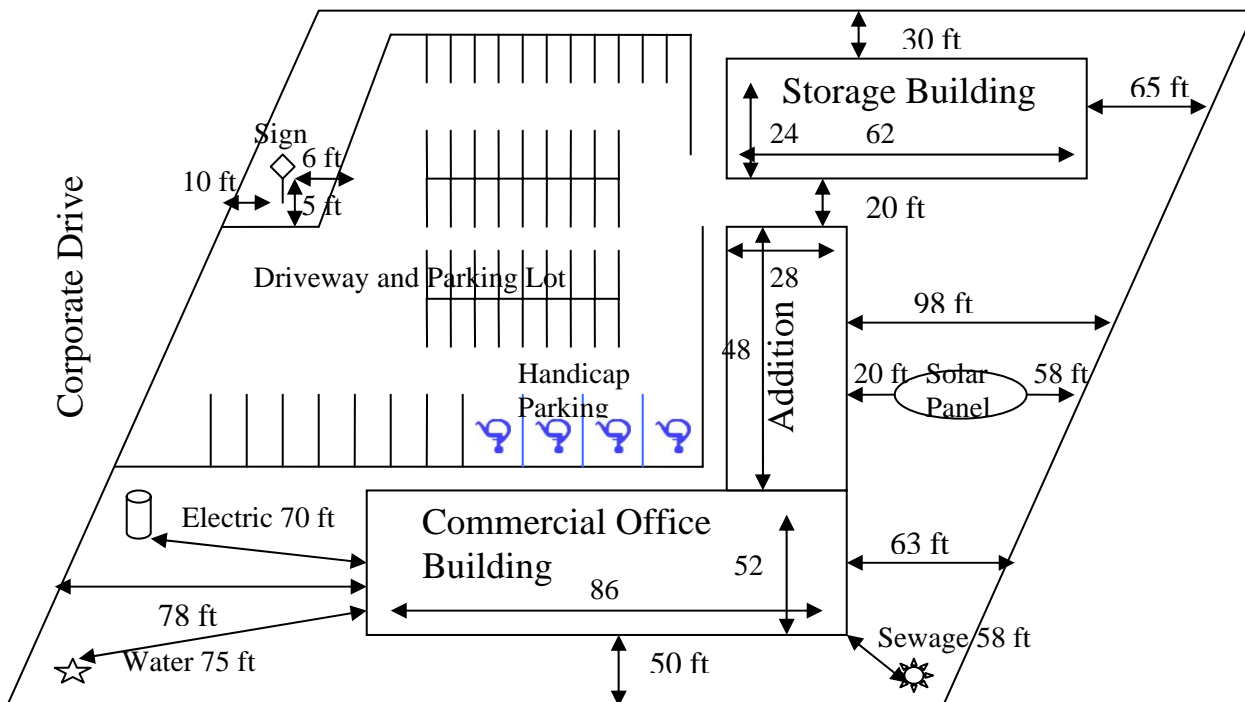 30 ft
Storage Building
65 ft
24 62
Sign
6 ft
10 ft
5 ft
20 ft
Corporate Drive
Driveway and Parking Lot
28
98 ft
48
Addition
Handicap
Parking
20 ft
Solar
Panel
58 ft
Electric 70 ft
Commercial Office
Building
52
63 ft
86
78 ft
Water 75 ft
Sewage 58 ft
50 ft